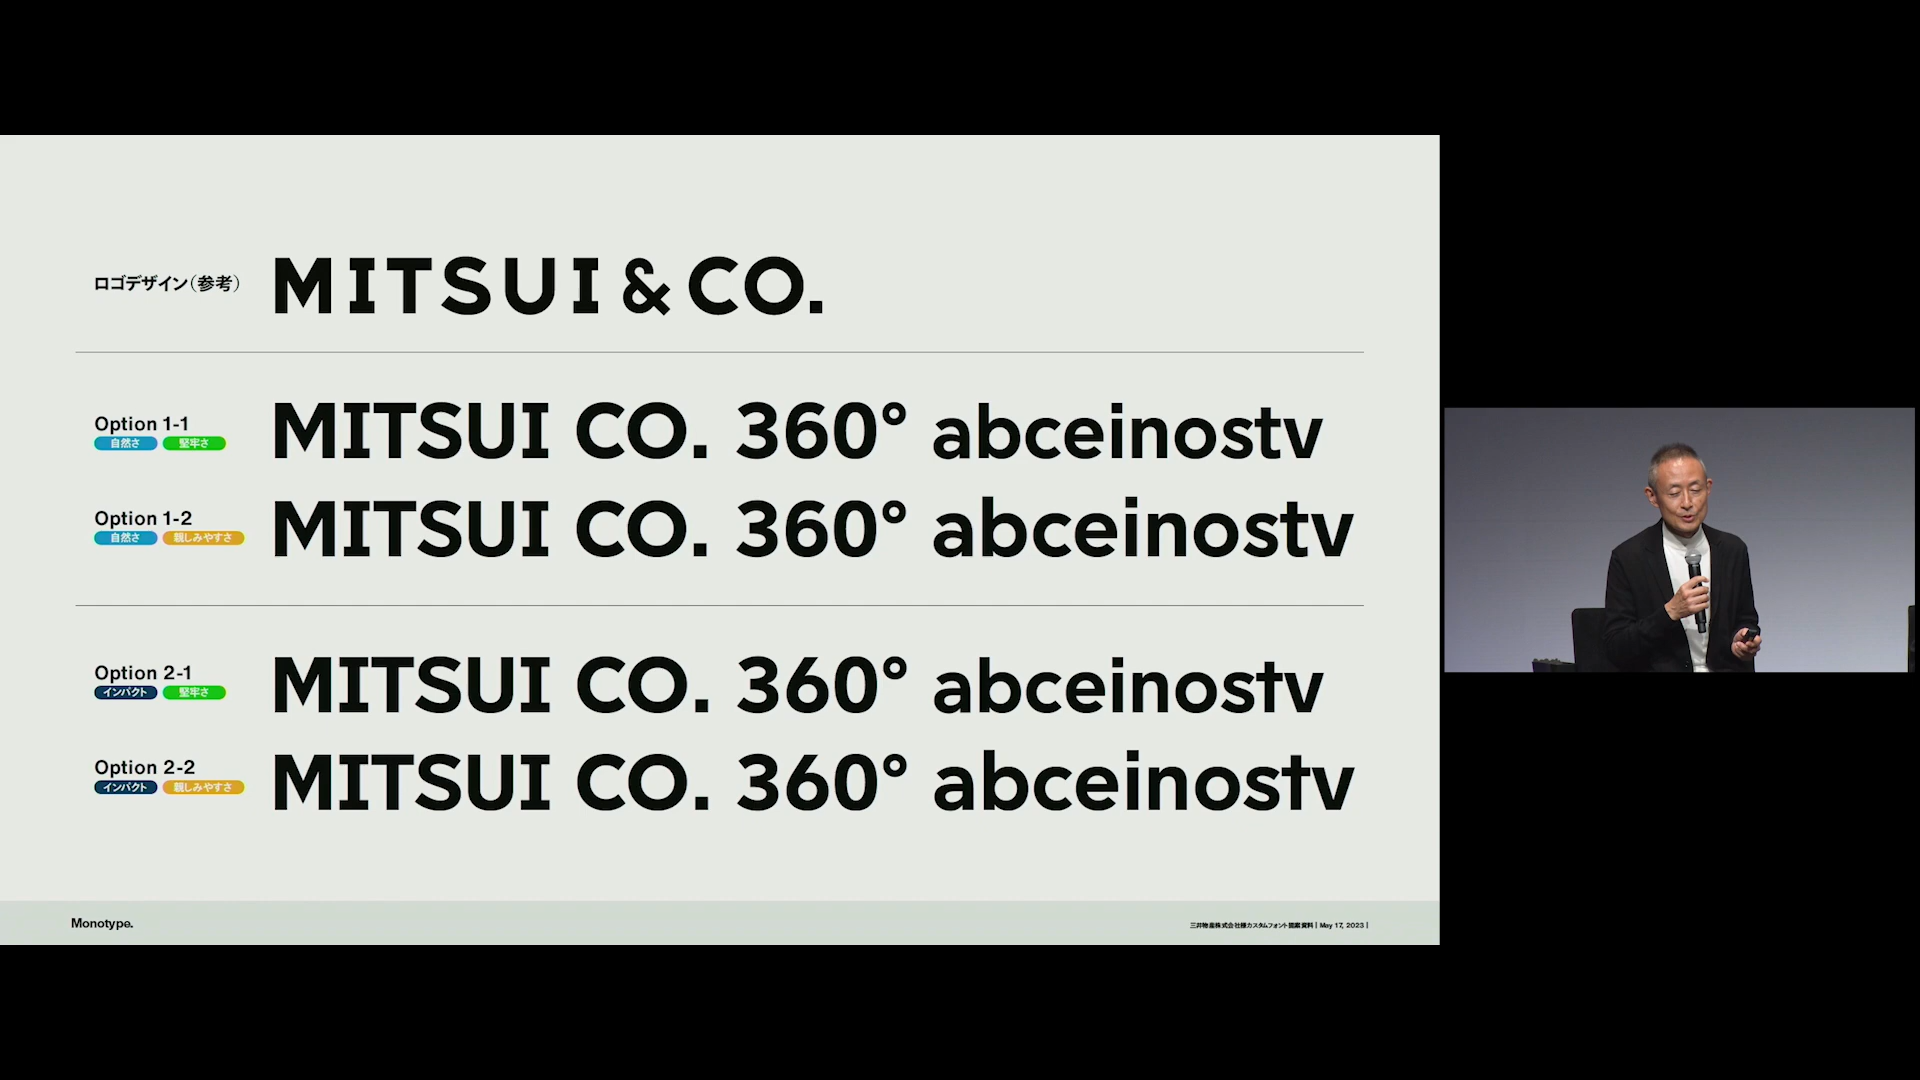 ロゴデザイン（参考） MITSUI & CO.
Option 1-1
自然さ 堅牢さ
MITSUI CO. 360° abceinostv
Option 1-2
自然さ 親しみやすさ
MITSUI CO. 360° abceinostv
Option 2-1
インパクト 堅牢さ
MITSUI CO. 360° abceinostv
Option 2-2
インパクト 親しみやすさ
MITSUI CO. 360° abceinostv
Monotype.
三井物産株式会社様カスタムフォント提案資料 | May 17, 2023 |